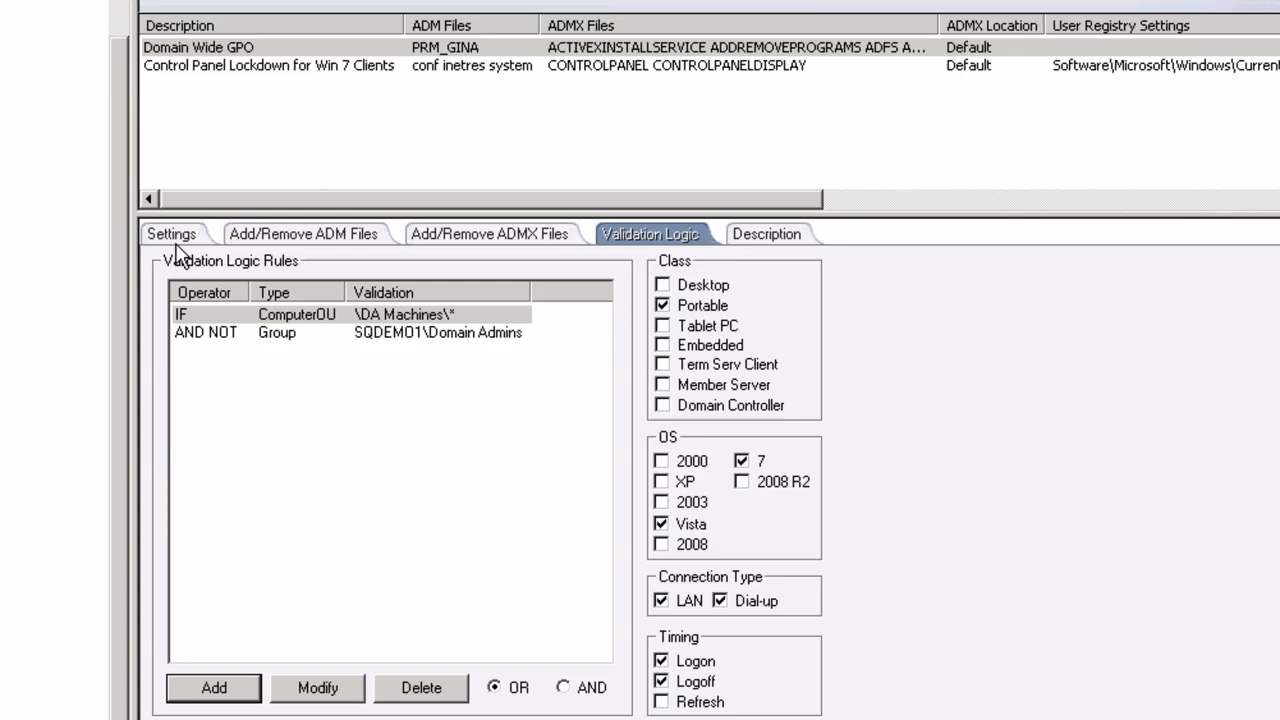 Description ADM Files ADMX Files ADMX Location User Registry Settings
Domain Wide GPO PRM_GINA ACTIVEXINSTALLSERVICE ADDREMOVEPROGRAMS ADFS A... Default
Control Panel Lockdown for Win 7 Clients conf inetres system CONTROLPANEL CONTROLPANELDISPLAY Default Software\Microsoft\Windows\Current
Settings Add/Remove ADM Files Add/Remove ADMX Files Validation Logic Description
Validation Logic Rules
Operator Type Validation
IF ComputerOU \DA Machines\*
AND NOT Group SQDEMO1\Domain Admins
Add Modify Delete OR AND
Class
Desktop
Portable
Tablet PC
Embedded
Term Serv Client
Member Server
Domain Controller
OS
2000 7
XP 2008 R2
2003
Vista
2008
Connection Type
LAN Dial-up
Timing
Logon
Logoff
Refresh